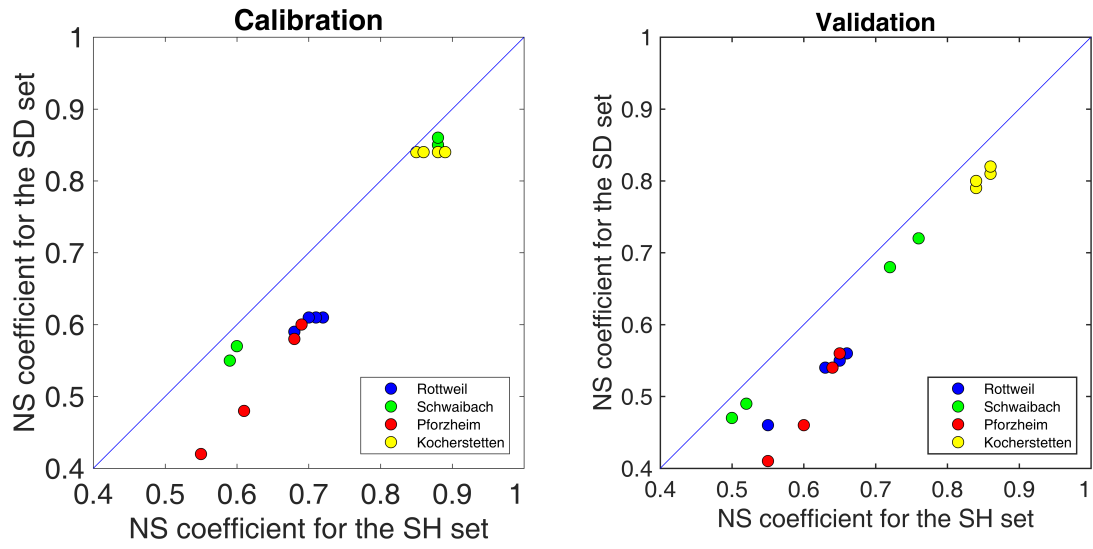 Calibration
NS coefficient for the SD set
1
0.9
0.8
0.7
0.6
0.5
0.4
0.4 0.5 0.6 0.7 0.8 0.9 1
NS coefficient for the SH set
Rottweil
Schwaibach
Pforzheim
Kocherstetten
Validation
NS coefficient for the SD set
1
0.9
0.8
0.7
0.6
0.5
0.4
0.4 0.5 0.6 0.7 0.8 0.9 1
NS coefficient for the SH set
Rottweil
Schwaibach
Pforzheim
Kocherstetten